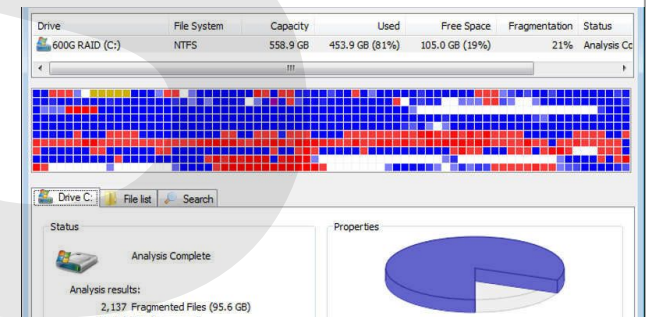 Drive File System Capacity Used Free Space Fragmentation Status
600G RAID (C:) NTFS 558.9 GB 453.9 GB (81%) 105.0 GB (19%) 21% Analysis Cc
Drive C: File list Search
Status Properties
Analysis Complete
Analysis results:
2,137 Fragmented Files (95.6 GB)